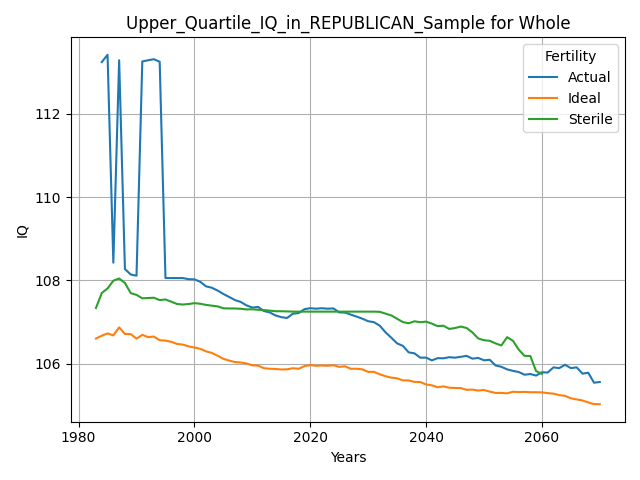 Upper_Quartile_IQ_in_REPUBLICAN_Sample for Whole
Fertility
Actual
Ideal
Sterile
IQ
112
110
108
106
1980
2000
2020
2040
2060
Years